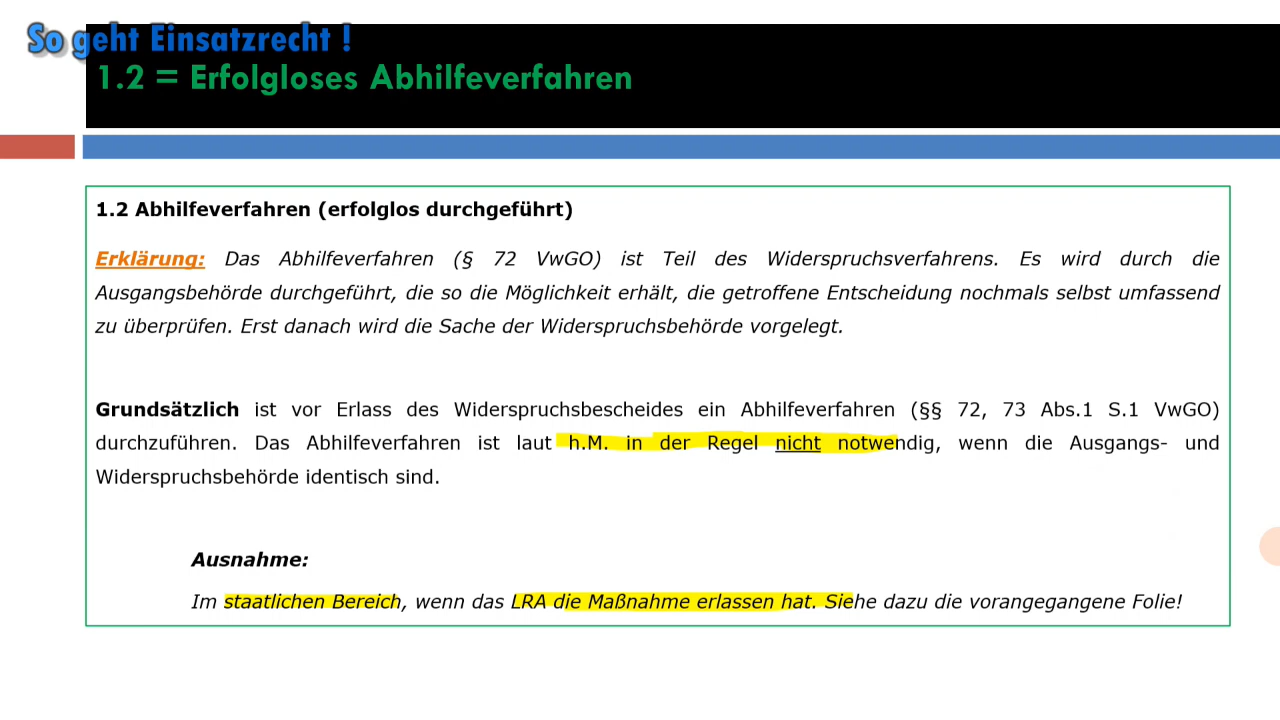 So geht Einsatzrecht !
1.2 = Erfolgloses Abhilfeverfahren
1.2 Abhilfeverfahren (erfolglos durchgeführt)
Erklärung: Das Abhilfeverfahren (§ 72 VwGO) ist Teil des Widerspruchsverfahrens. Es wird durch die
Ausgangsbehörde durchgeführt, die so die Möglichkeit erhält, die getroffene Entscheidung nochmals selbst umfassend
zu überprüfen. Erst danach wird die Sache der Widerspruchsbehörde vorgelegt.
Grundsätzlich ist vor Erlass des Widerspruchsbescheides ein Abhilfeverfahren (§§ 72, 73 Abs.1 S.1 VwGO)
durchzuführen. Das Abhilfeverfahren ist laut h.M. in der Regel nicht notwendig, wenn die Ausgangs- und
Widerspruchsbehörde identisch sind.
Ausnahme:
Im staatlichen Bereich, wenn das LRA die Maßnahme erlassen hat. Siehe dazu die vorangegangene Folie!